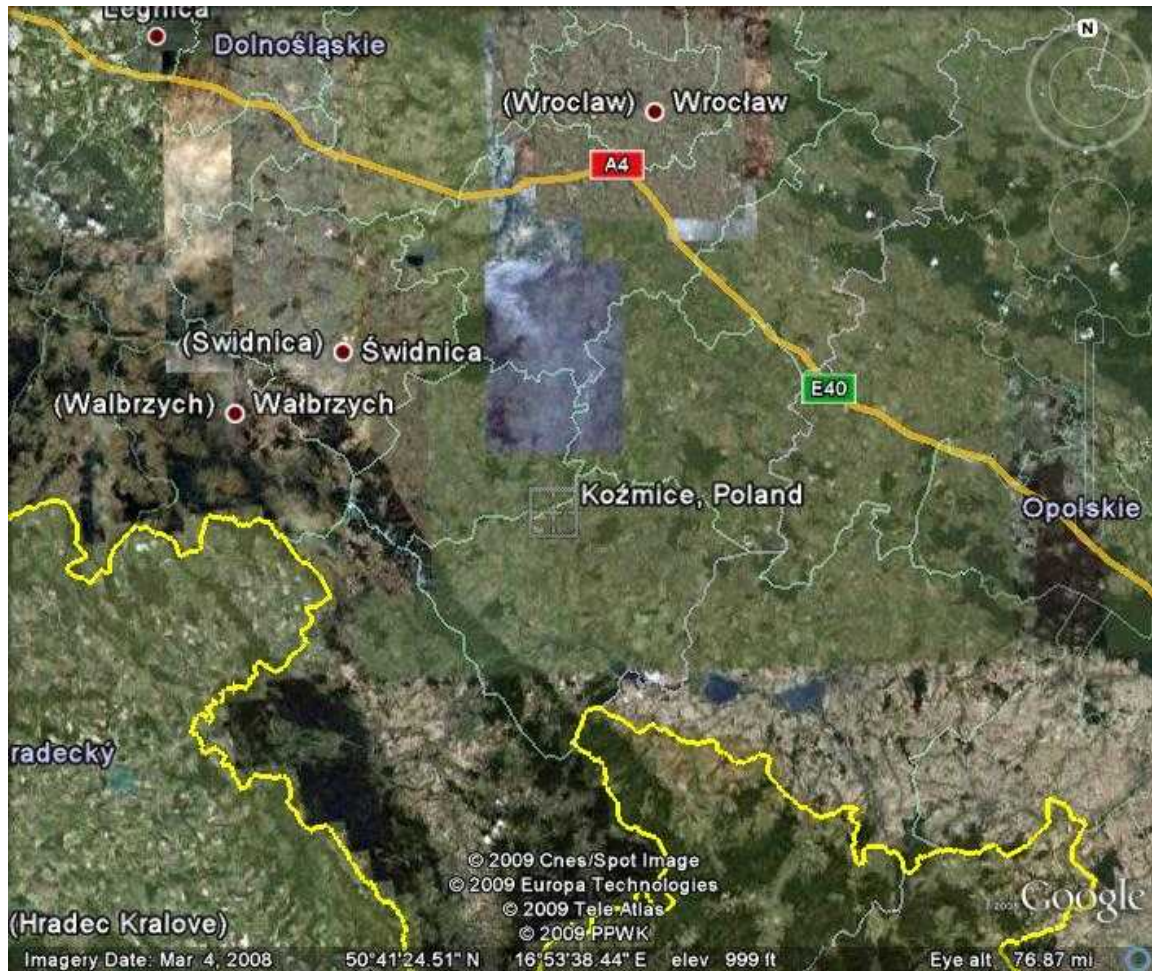 Legnica
Dolnośląskie
N
(Wroclaw) Wrocław
A4
(Swidnica) Świdnica
(Walbrzych) Wałbrzych
E40
Koźmice, Poland
Opolskie
radecký
© 2009 Cnes/Spot Image
© 2009 Europa Technologies
© 2009 Tele Atlas
© 2009 PPWK
Google
(Hradec Kralove)
Imagery Date: Mar 4, 2008 50°41'24.51" N 16°53'38.44" E elev 999 ft Eye alt 76.87 mi